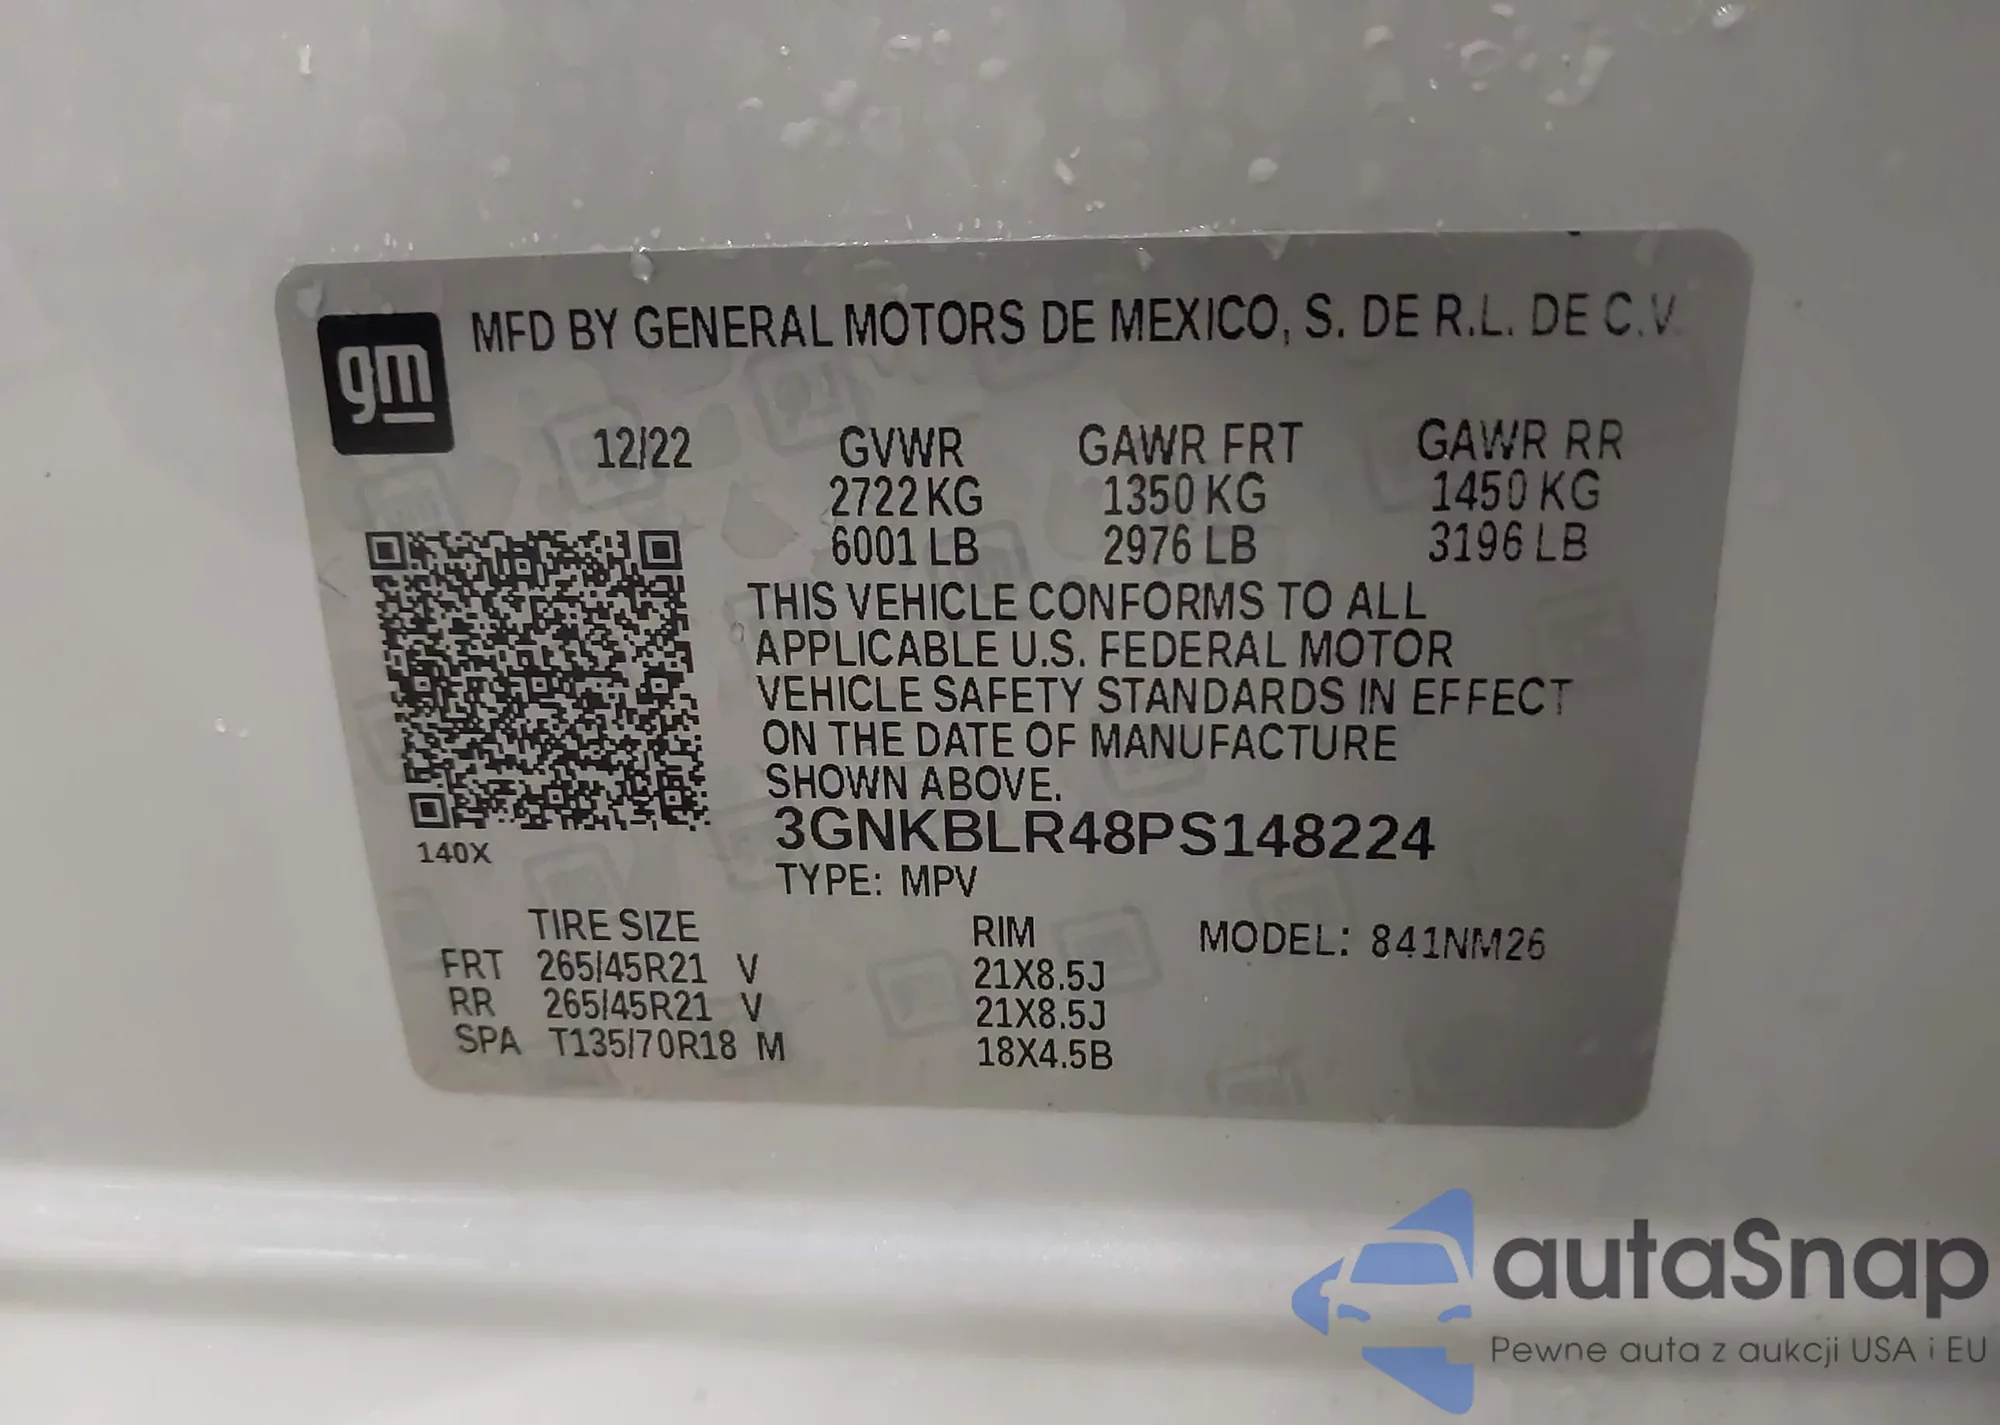 gm
MFD BY GENERAL MOTORS DE MEXICO, S. DE R.L. DE C.V.
12/22 GVWR GAWR FRT GAWR RR
2722 KG 1350 KG 1450 KG
6001 LB 2976 LB 3196 LB
THIS VEHICLE CONFORMS TO ALL
APPLICABLE U.S. FEDERAL MOTOR
VEHICLE SAFETY STANDARDS IN EFFECT
ON THE DATE OF MANUFACTURE
SHOWN ABOVE.
3GNKBLR48PS148224
140X
TYPE: MPV
TIRE SIZE RIM MODEL: 841NM26
FRT 265/45R21 V 21X8.5J
RR 265/45R21 V 21X8.5J
SPA T135/70R18 M 18X4.5B
autaSnap
Pewne auta z aukcji USA i EU